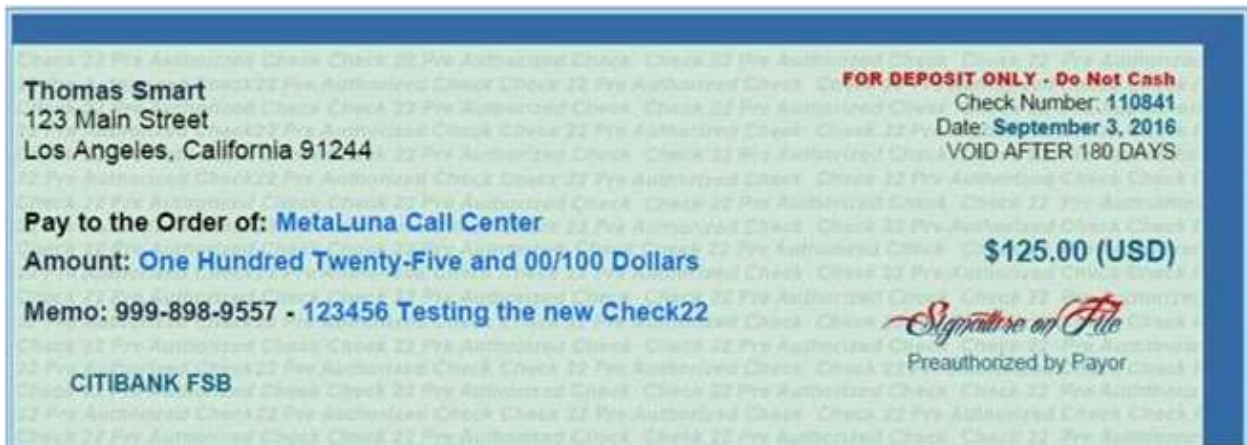 Thomas Smart
123 Main Street
Los Angeles, California 91244
FOR DEPOSIT ONLY - Do Not Cash
Check Number: 110841
Date: September 3, 2016
VOID AFTER 180 DAYS
Pay to the Order of: MetaLuna Call Center
Amount: One Hundred Twenty-Five and 00/100 Dollars
$125.00 (USD)
Memo: 999-898-9557 - 123456 Testing the new Check22
Signature on File
Preauthorized by Payor
CITIBANK FSB